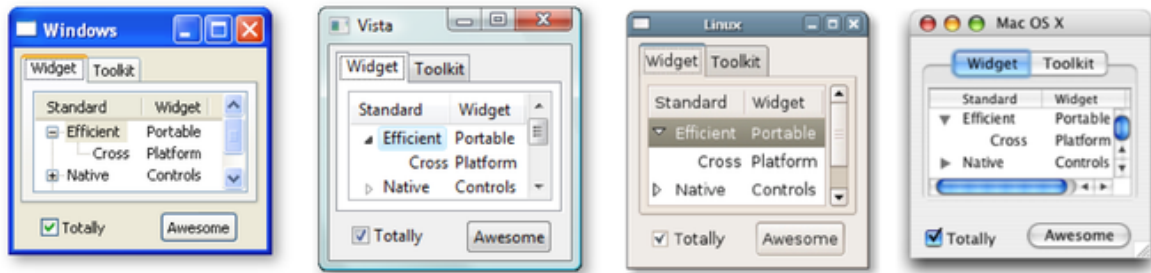 Windows
Widget Toolkit
Standard Widget
Efficient Portable
Cross Platform
Native Controls
Totally Awesome
Vista
Widget Toolkit
Standard Widget
Efficient Portable
Cross Platform
Native Controls
Totally Awesome
Linux
Widget Toolkit
Standard Widget
Efficient Portable
Cross Platform
Native Controls
Totally Awesome
Mac OS X
Widget Toolkit
Standard Widget
Efficient Portable
Cross Platform
Native Controls
Totally Awesome